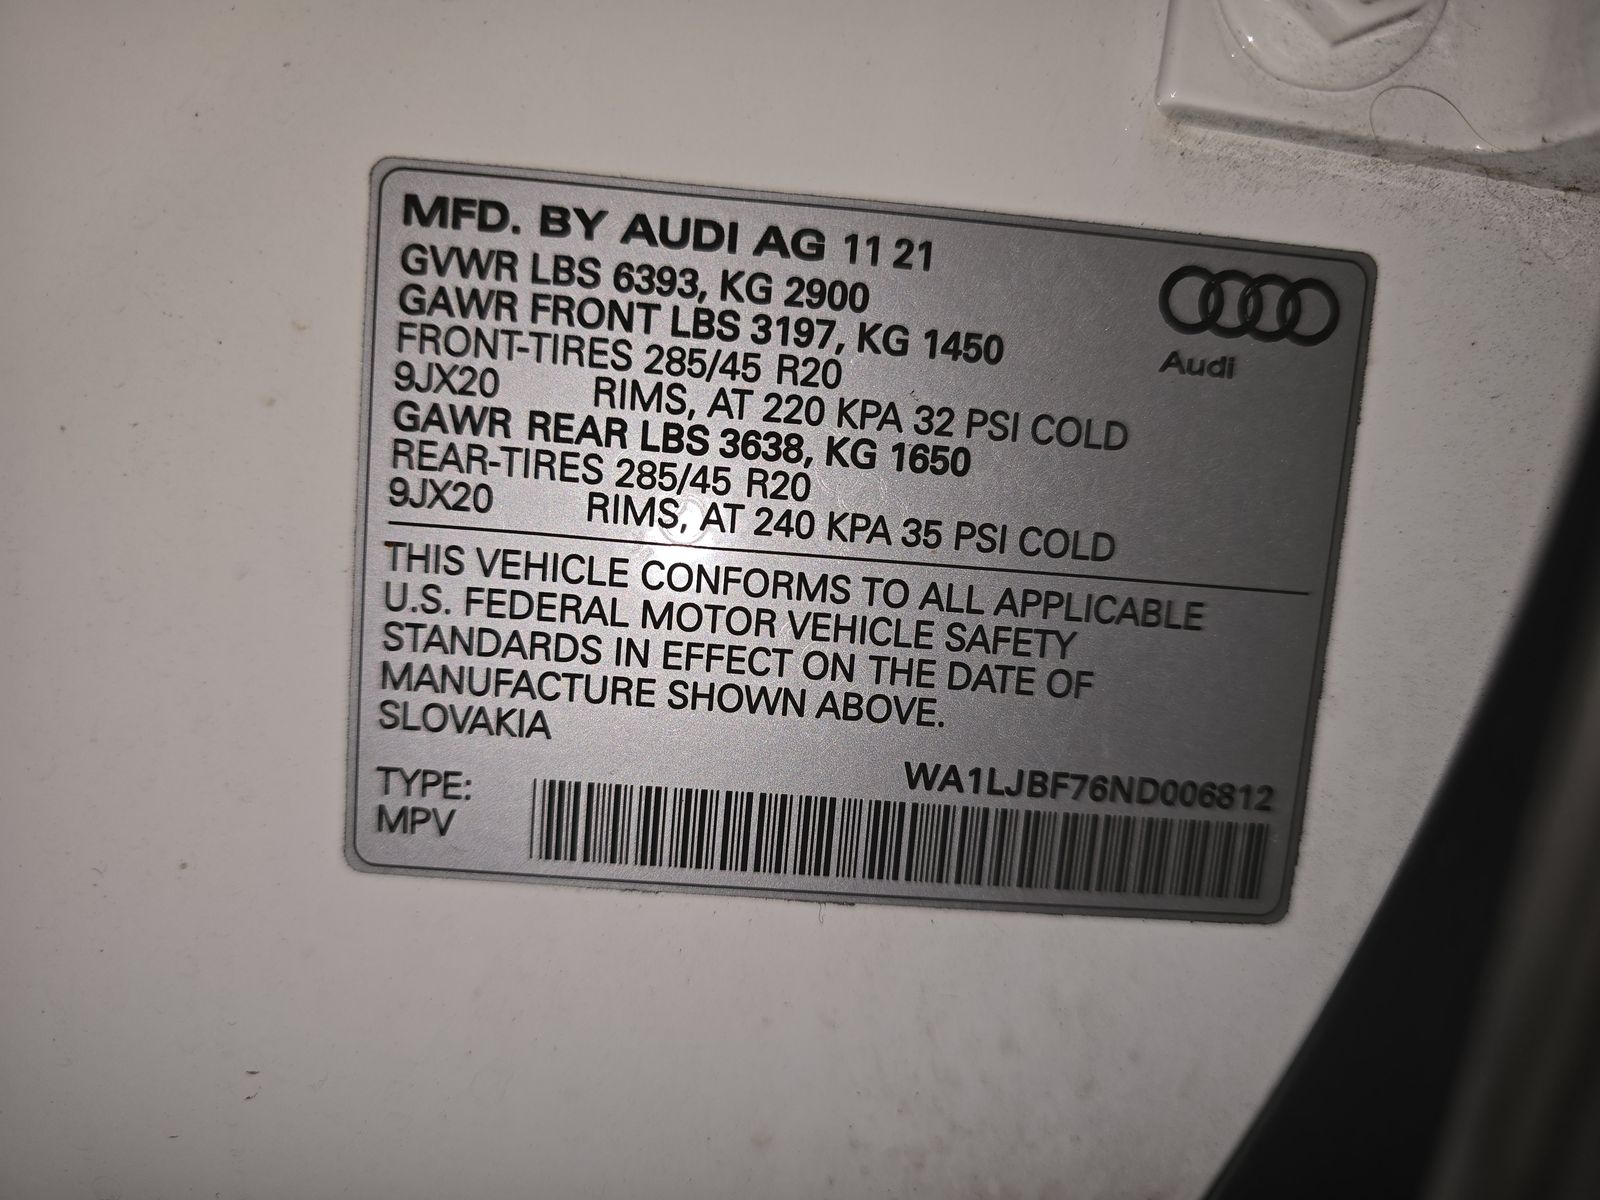 MFD. BY AUDI AG 11 21
GVWR LBS 6393, KG 2900
GAWR FRONT LBS 3197, KG 1450
FRONT-TIRES 285/45 R20
9JX20 RIMS, AT 220 KPA 32 PSI COLD
GAWR REAR LBS 3638, KG 1650
REAR-TIRES 285/45 R20
9JX20 RIMS, AT 240 KPA 35 PSI COLD
Audi
THIS VEHICLE CONFORMS TO ALL APPLICABLE
U.S. FEDERAL MOTOR VEHICLE SAFETY
STANDARDS IN EFFECT ON THE DATE OF
MANUFACTURE SHOWN ABOVE.
SLOVAKIA
WA1LJBF76ND006812
TYPE:
MPV